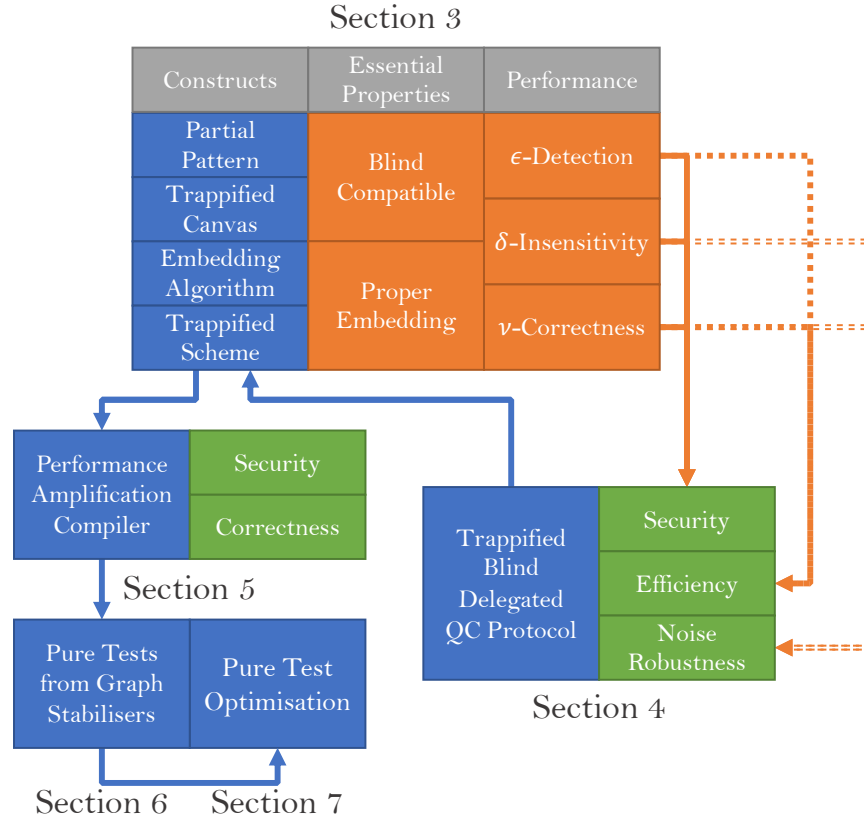 Section 3
Constructs
Essential
Properties
Performance
Partial
Pattern
Trappified
Canvas
Embedding
Algorithm
Trappified
Scheme
Blind
Compatible
Proper
Embedding
ϵ-Detection
δ-Insensitivity
ν-Correctness
Performance
Amplification
Compiler
Security
Correctness
Section 5
Trappified
Blind
Delegated
QC Protocol
Security
Efficiency
Noise
Robustness
Section 4
Pure Tests
from Graph
Stabilisers
Pure Test
Optimisation
Section 6
Section 7